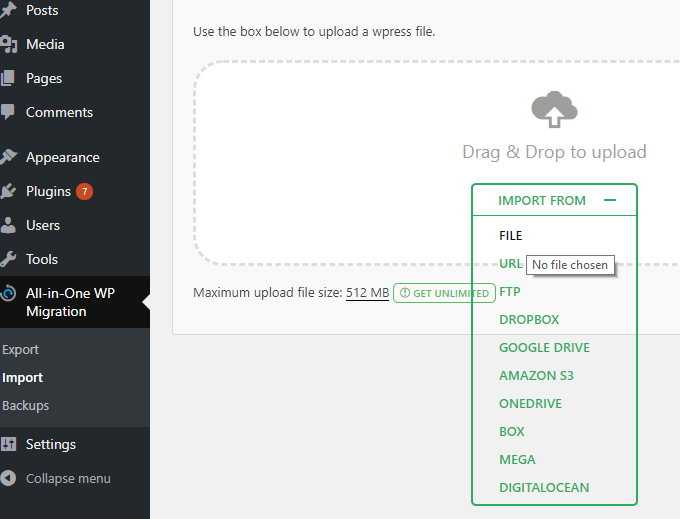 Posts
Media
Pages
Comments
Appearance
Plugins 7
Users
Tools
All-in-One WP
Migration
Export
Import
Backups
Settings
Collapse menu
Use the box below to upload a wpress file.
Drag & Drop to upload
IMPORT FROM
FILE
URL
No file chosen
Maximum upload file size: 512 MB GET UNLIMITED
FTP
DROPBOX
GOOGLE DRIVE
AMAZON S3
ONEDRIVE
BOX
MEGA
DIGITALOCEAN